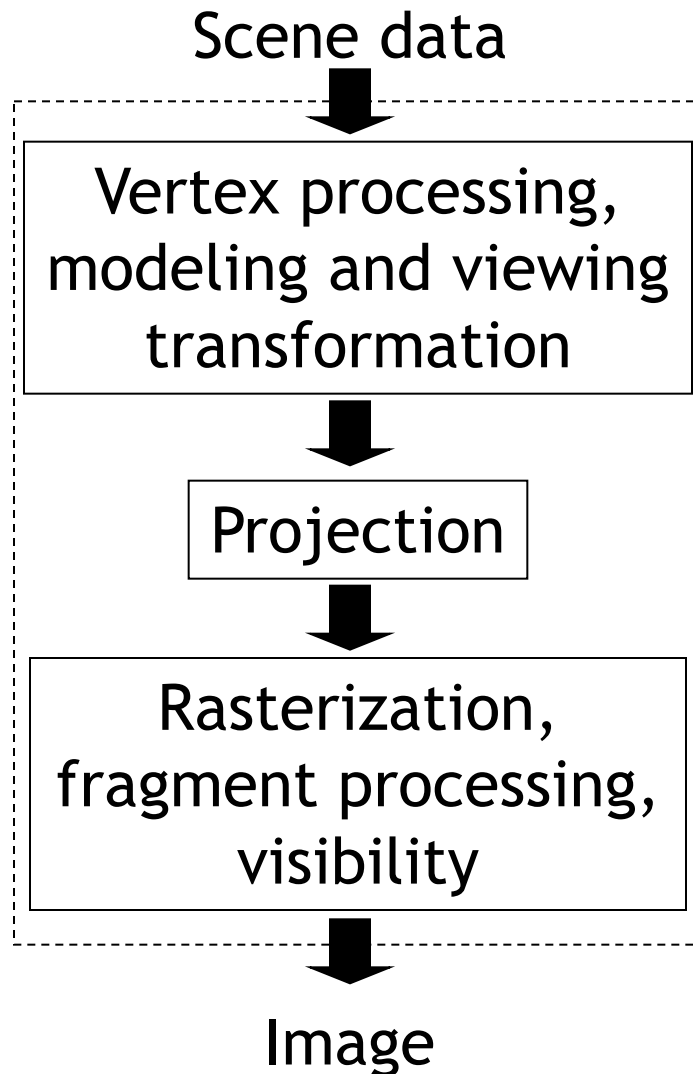 Scene data
Vertex processing,
modeling and viewing
transformation
Projection
Rasterization,
fragment processing,
visibility
Image